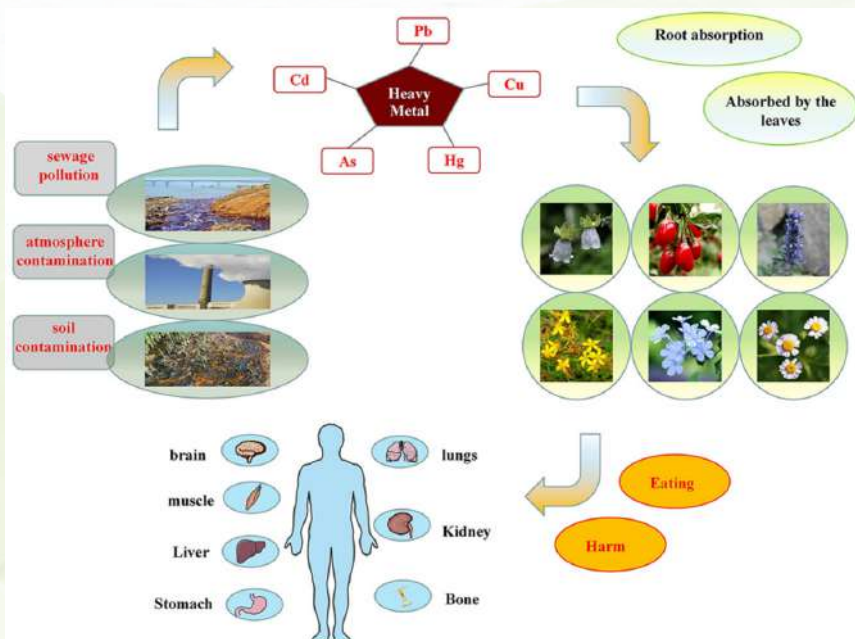 Pb
Cd
Heavy
Metal
Cu
As
Hg
Root absorption
Absorbed by the
leaves
sewage
pollution
atmosphere
contamination
soil
contamination
brain
muscle
Liver
Stomach
lungs
Kidney
Bone
Eating
Harm